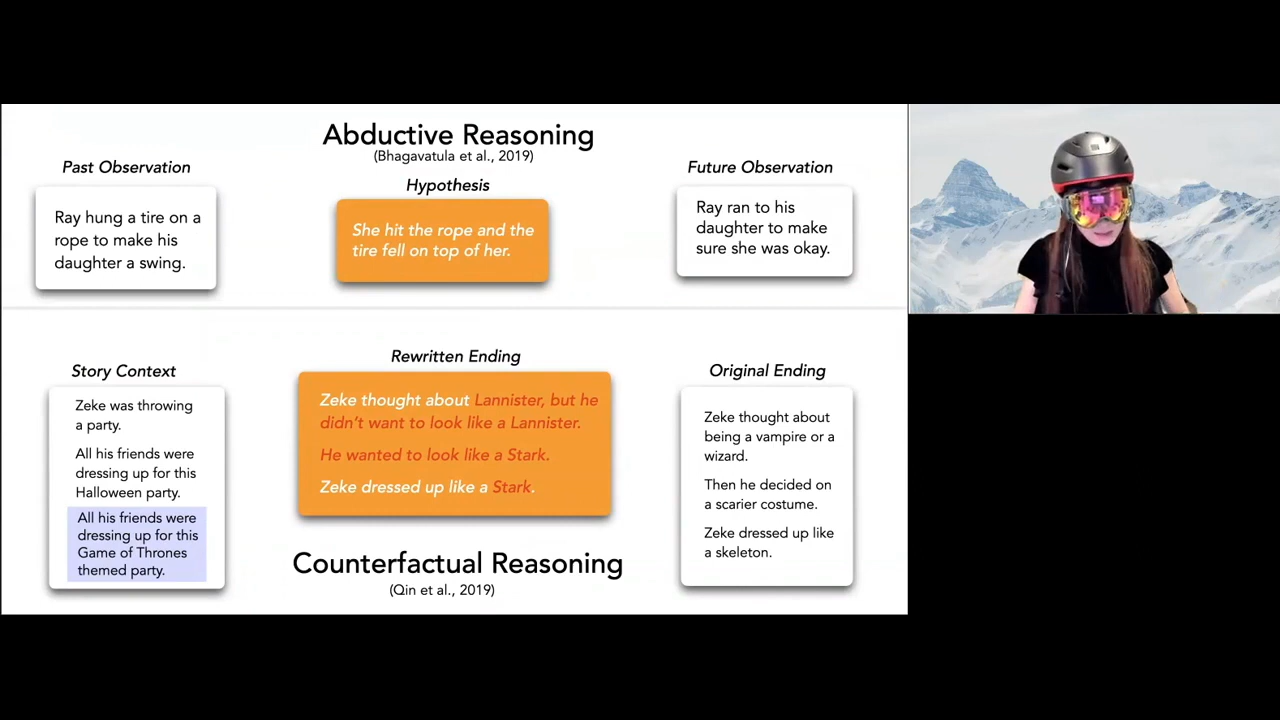 Abductive Reasoning
(Bhagavatula et al., 2019)
Past Observation
Ray hung a tire on a
rope to make his
daughter a swing.
Hypothesis
She hit the rope and the
tire fell on top of her.
Future Observation
Ray ran to his
daughter to make
sure she was okay.
Story Context
Zeke was throwing
a party.
All his friends were
dressing up for this
Halloween party.
All his friends were
dressing up for this
Game of Thrones
themed party.
Rewritten Ending
Zeke thought about Lannister, but he
didn’t want to look like a Lannister.
He wanted to look like a Stark.
Zeke dressed up like a Stark.
Original Ending
Zeke thought about
being a vampire or a
wizard.
Then he decided on
a scarier costume.
Zeke dressed up like
a skeleton.
Counterfactual Reasoning
(Qin et al., 2019)